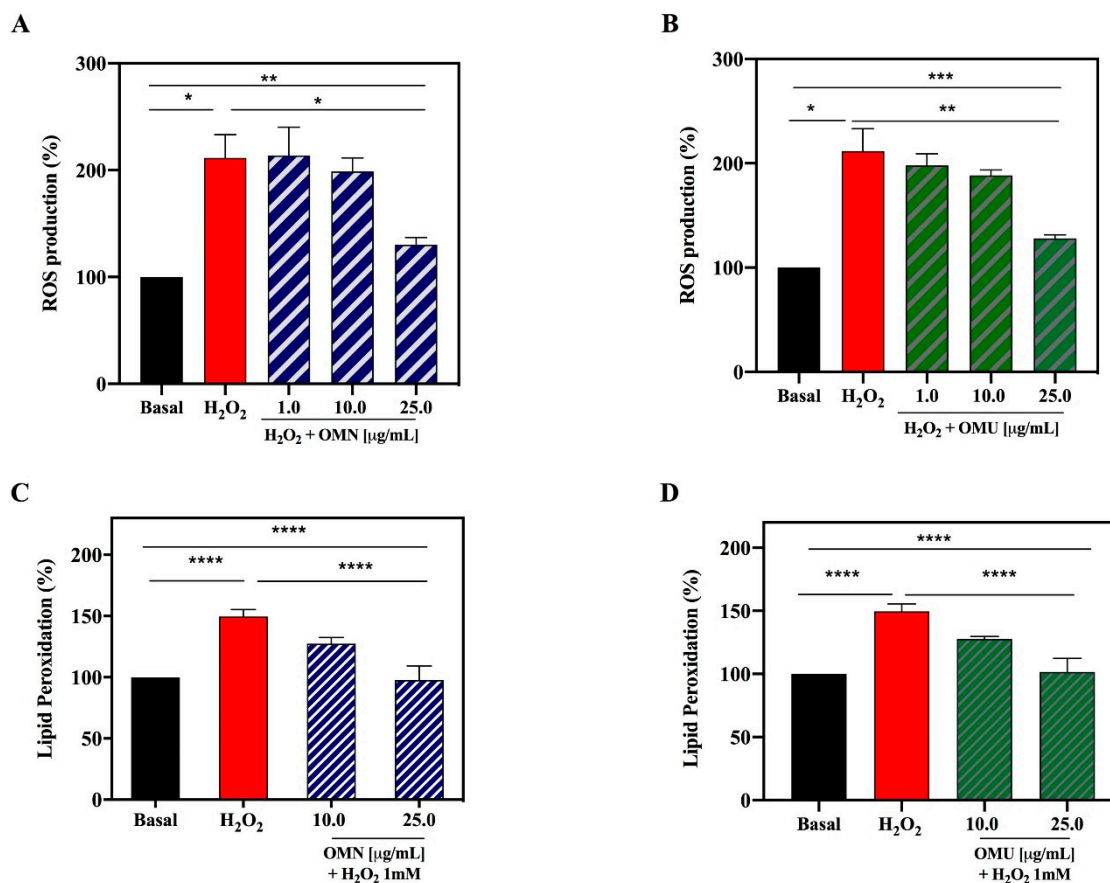 A
300
200
100
0
ROS production (%)
**
*
*
Basal
H₂O₂
1.0
10.0
25.0
H₂O₂ + OMN [μg/mL]
B
300
200
100
0
ROS production (%)
***
*
**
Basal
H₂O₂
1.0
10.0
25.0
H₂O₂ + OMU [μg/mL]
C
200
150
100
50
0
Lipid Peroxidation (%)
****
****
****
Basal
H₂O₂
10.0
25.0
OMN [μg/mL]
+ H₂O₂ 1mM
D
200
150
100
50
0
Lipid Peroxidation (%)
****
****
****
Basal
H₂O₂
10.0
25.0
OMU [μg/mL]
+ H₂O₂ 1mM